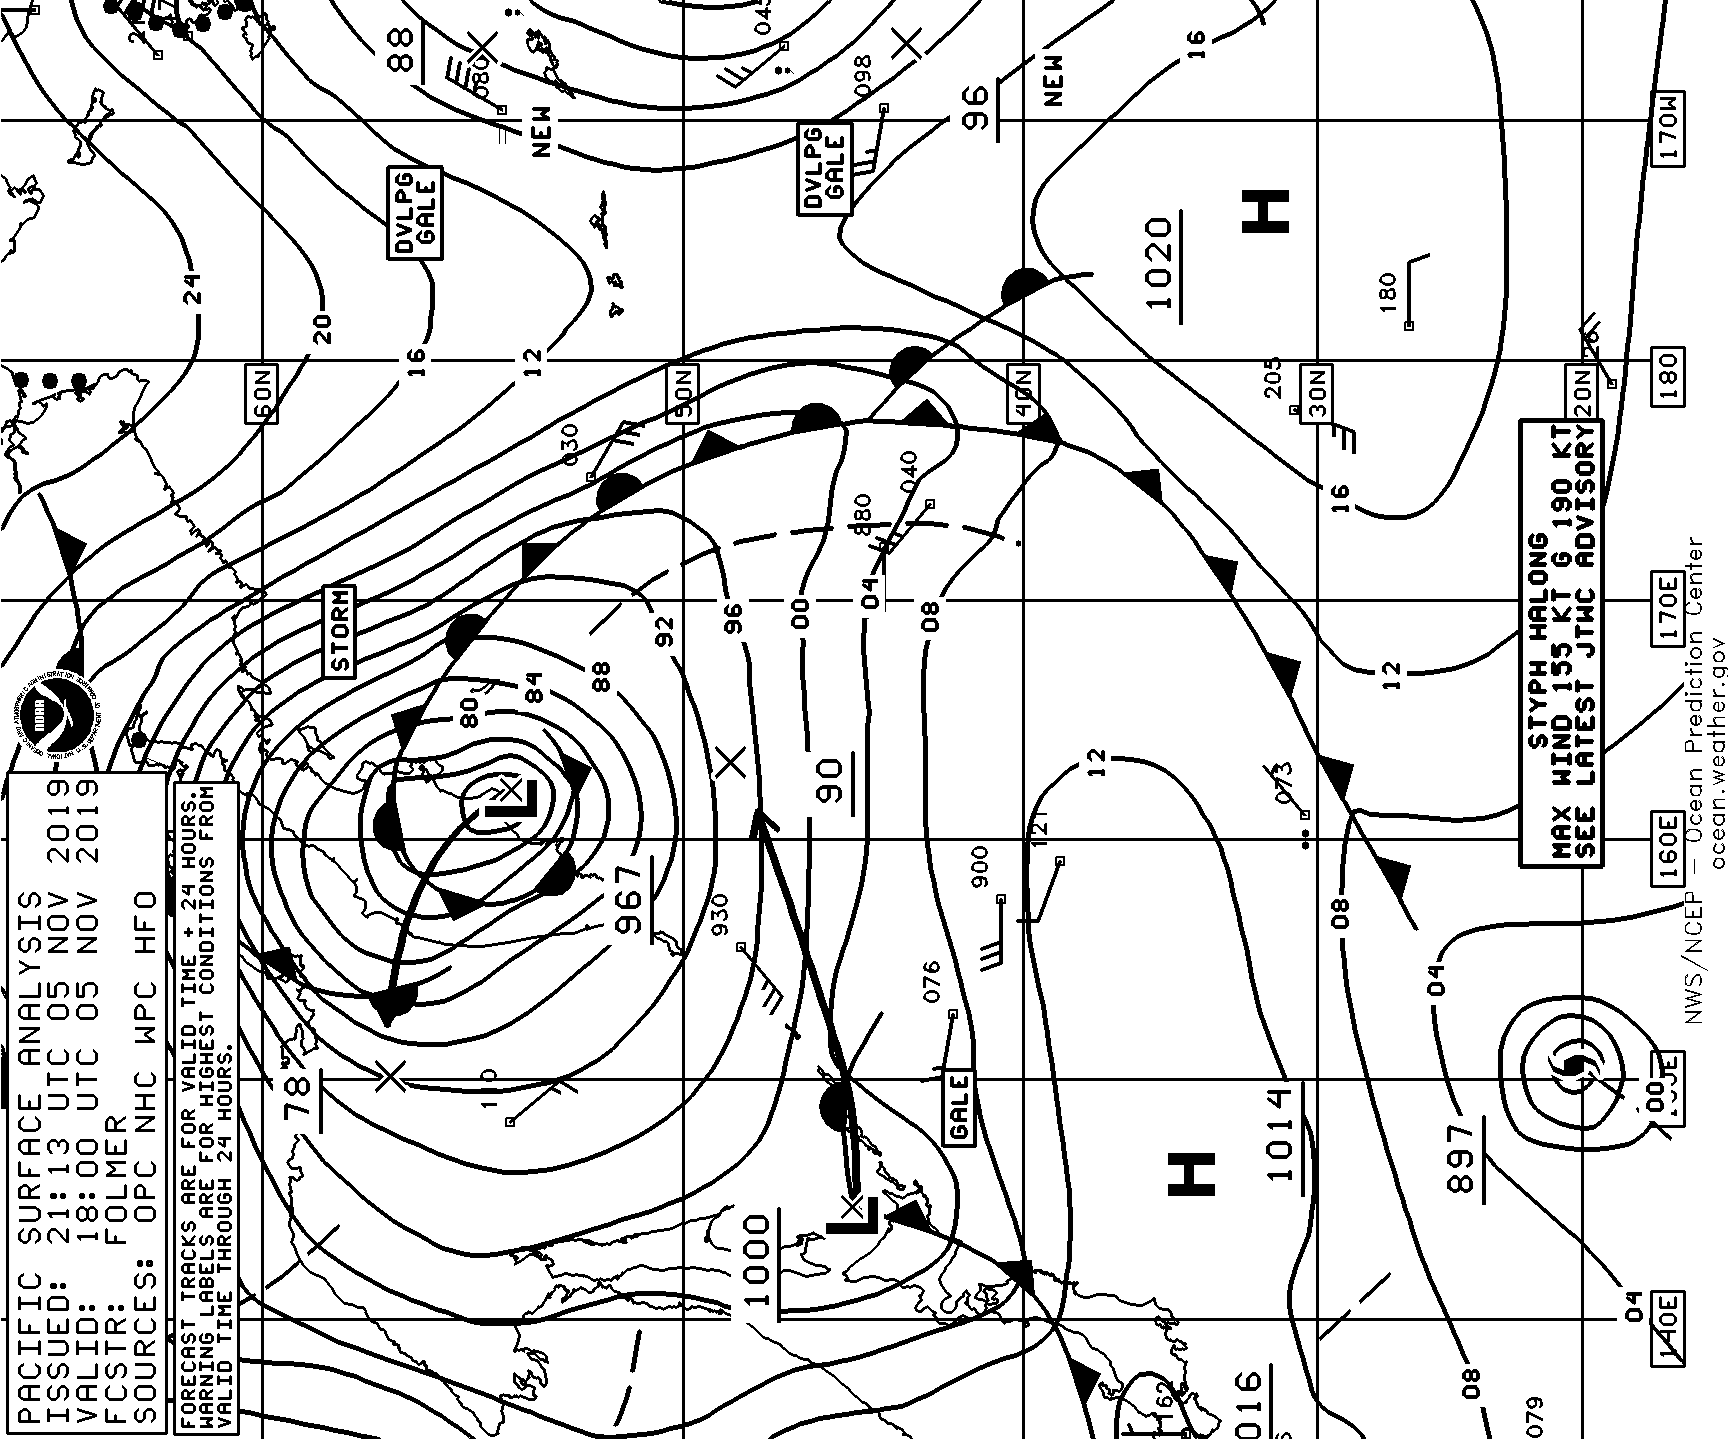 PACIFIC SURFACE ANALYSIS
ISSUED: 21:13 UTC 05 NOV 2019
VALID: 18:00 UTC 05 NOV 2019
FCSTR: FOLMER
SOURCES: OPC NHC WPC HFO
FORECAST TRACKS ARE FOR VALID TIME + 24 HOURS.
WARNING LABELS ARE FOR HIGHEST CONDITIONS FROM
VALID TIME THROUGH 24 HOURS.
STORM
DVLPG
GALE
DVLPG
GALE
GALE
NEW
NEW
STYPH HALONG
MAX WIND 155 KT G 190 KT
SEE LATEST JTWC ADVISORY
NWS/NCEP – Ocean Prediction Center
ocean.weather.gov
60N
50N
40N
30N
20N
170W
180
170E
160E
140E
H
1020
H
1014
L
967
L
1000
78
90
88
96
897
016
24
20
16
12
16
16
12
12
08
08
08
04
04
04
00
00
96
92
88
84
80
098
030
040
880
180
205
073
121
900
930
076
162
079
080